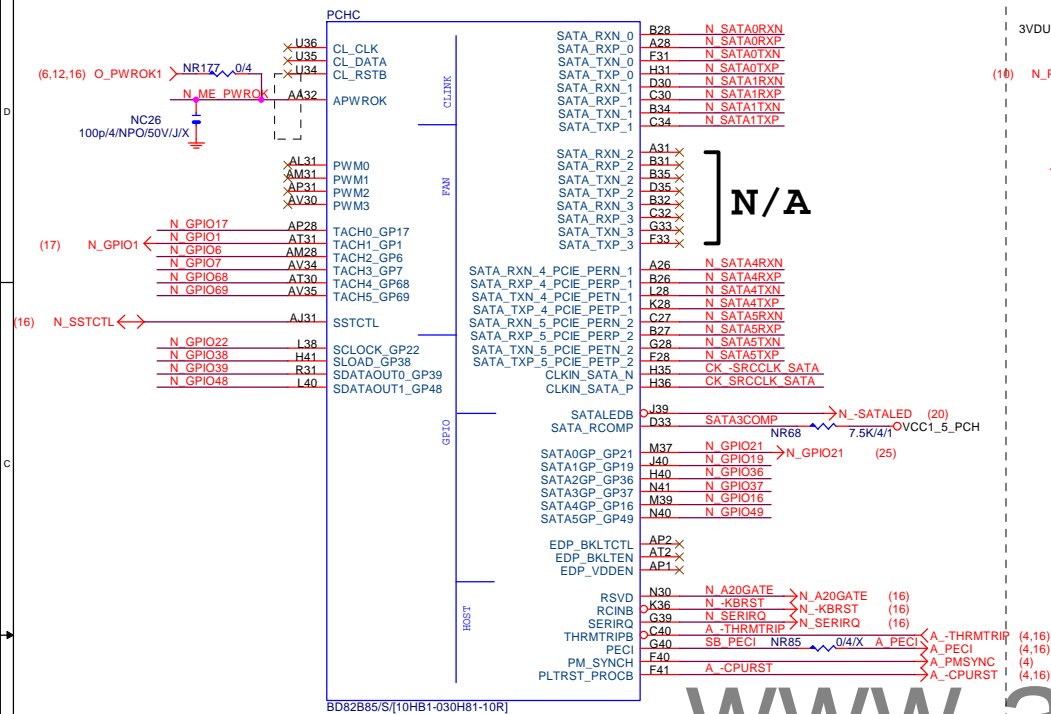 PCHC
3VDU
(10) N_F
D
C
(6,12,16) O_PWROK1 NR177 0/4
N_ME_PWROK
NC26
100p/4/NPO/50V/J/X
U36 CL_CLK
U35 CL_DATA
U34 CL_RSTB
AA32 APWROK
CLINK
AL31 PWM0
AM31 PWM1
AP31 PWM2
AV30 PWM3
FAN
N_GPIO17 AP28 TACH0_GP17
(17) N_GPIO1 N_GPIO1 AT31 TACH1_GP1
N_GPIO6 AM28 TACH2_GP6
N_GPIO7 AV34 TACH3_GP7
N_GPIO68 AT30 TACH4_GP68
N_GPIO69 AV35 TACH5_GP69
(16) N_SSTCTL AJ31 SSTCTL
N_GPIO22 L38 SCLOCK_GP22
N_GPIO38 H41 SLOAD_GP38
N_GPIO39 R31 SDATAOUT0_GP39
N_GPIO48 L40 SDATAOUT1_GP48
GPIO
HOST
SATA_RXN_0 B28 N_SATA0RXN
SATA_RXP_0 A28 N_SATA0RXP
SATA_TXN_0 F31 N_SATA0TXN
SATA_TXP_0 H31 N_SATA0TXP
SATA_RXN_1 D30 N_SATA1RXN
SATA_RXP_1 C30 N_SATA1RXP
SATA_TXN_1 B34 N_SATA1TXN
SATA_TXP_1 C34 N_SATA1TXP
SATA_RXN_2 A31
SATA_RXP_2 B31
SATA_TXN_2 B35
SATA_TXP_2 D35
SATA_RXN_3 B32
SATA_RXP_3 C32
SATA_TXN_3 G33
SATA_TXP_3 F33
N/A
SATA_RXN_4_PCIE_PERN_1 A26 N_SATA4RXN
SATA_RXP_4_PCIE_PERP_1 B26 N_SATA4RXP
SATA_TXN_4_PCIE_PETN_1 L28 N_SATA4TXN
SATA_TXP_4_PCIE_PETP_1 K28 N_SATA4TXP
SATA_RXN_5_PCIE_PERN_2 C27 N_SATA5RXN
SATA_RXP_5_PCIE_PERP_2 B27 N_SATA5RXP
SATA_TXN_5_PCIE_PETN_2 G28 N_SATA5TXN
SATA_TXP_5_PCIE_PETP_2 F28 N_SATA5TXP
CLKIN_SATA_N H35 CK_-SRCCLK_SATA
CLKIN_SATA_P H36 CK_SRCCLK_SATA
SATALEDB J39 N_-SATALED (20)
SATA_RCOMP D33 SATA3COMP NR68 7.5K/4/1 VCC1_5_PCH
SATA0GP_GP21 M37 N_GPIO21 N_GPIO21 (25)
SATA1GP_GP19 J40 N_GPIO19
SATA2GP_GP36 H40 N_GPIO36
SATA3GP_GP37 N41 N_GPIO37
SATA4GP_GP16 M39 N_GPIO16
SATA5GP_GP49 N40 N_GPIO49
EDP_BKLTCTL AP2
EDP_BKLTEN AT2
EDP_VDDEN AP1
RSVD N30 N_A20GATE N_A20GATE (16)
RCINB K36 N_-KBRST N_-KBRST (16)
SERIRQ G39 N_SERIRQ N_SERIRQ (16)
THRMTRIPB C40 A_-THRMTRIP A_-THRMTRIP (4,16)
PECI G40 SB_PECI NR85 0/4/X A_PECI A_PECI (4,16)
PM_SYNCH F40 A_PMSYNC (4)
PLTRST_PROCB F41 A_-CPURST A_-CPURST (4,16)
BD82B85/S/[10HB1-030H81-10R]